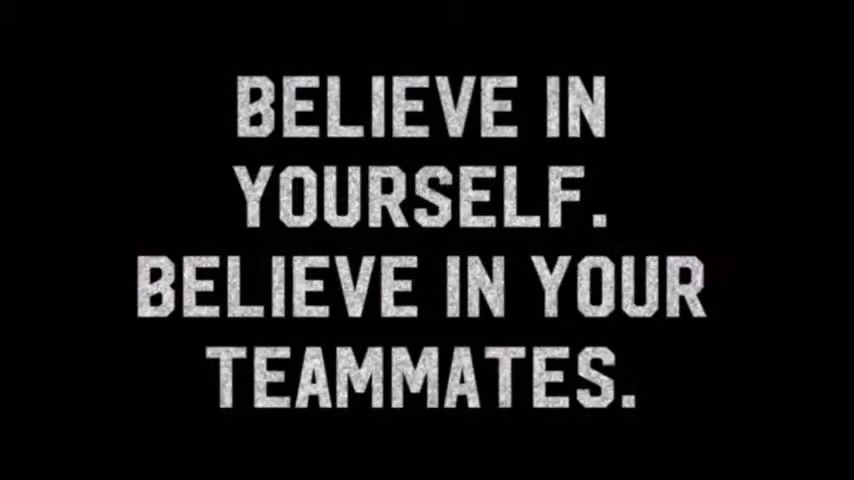 BELIEVE IN
YOURSELF.
BELIEVE IN YOUR
TEAMMATES.